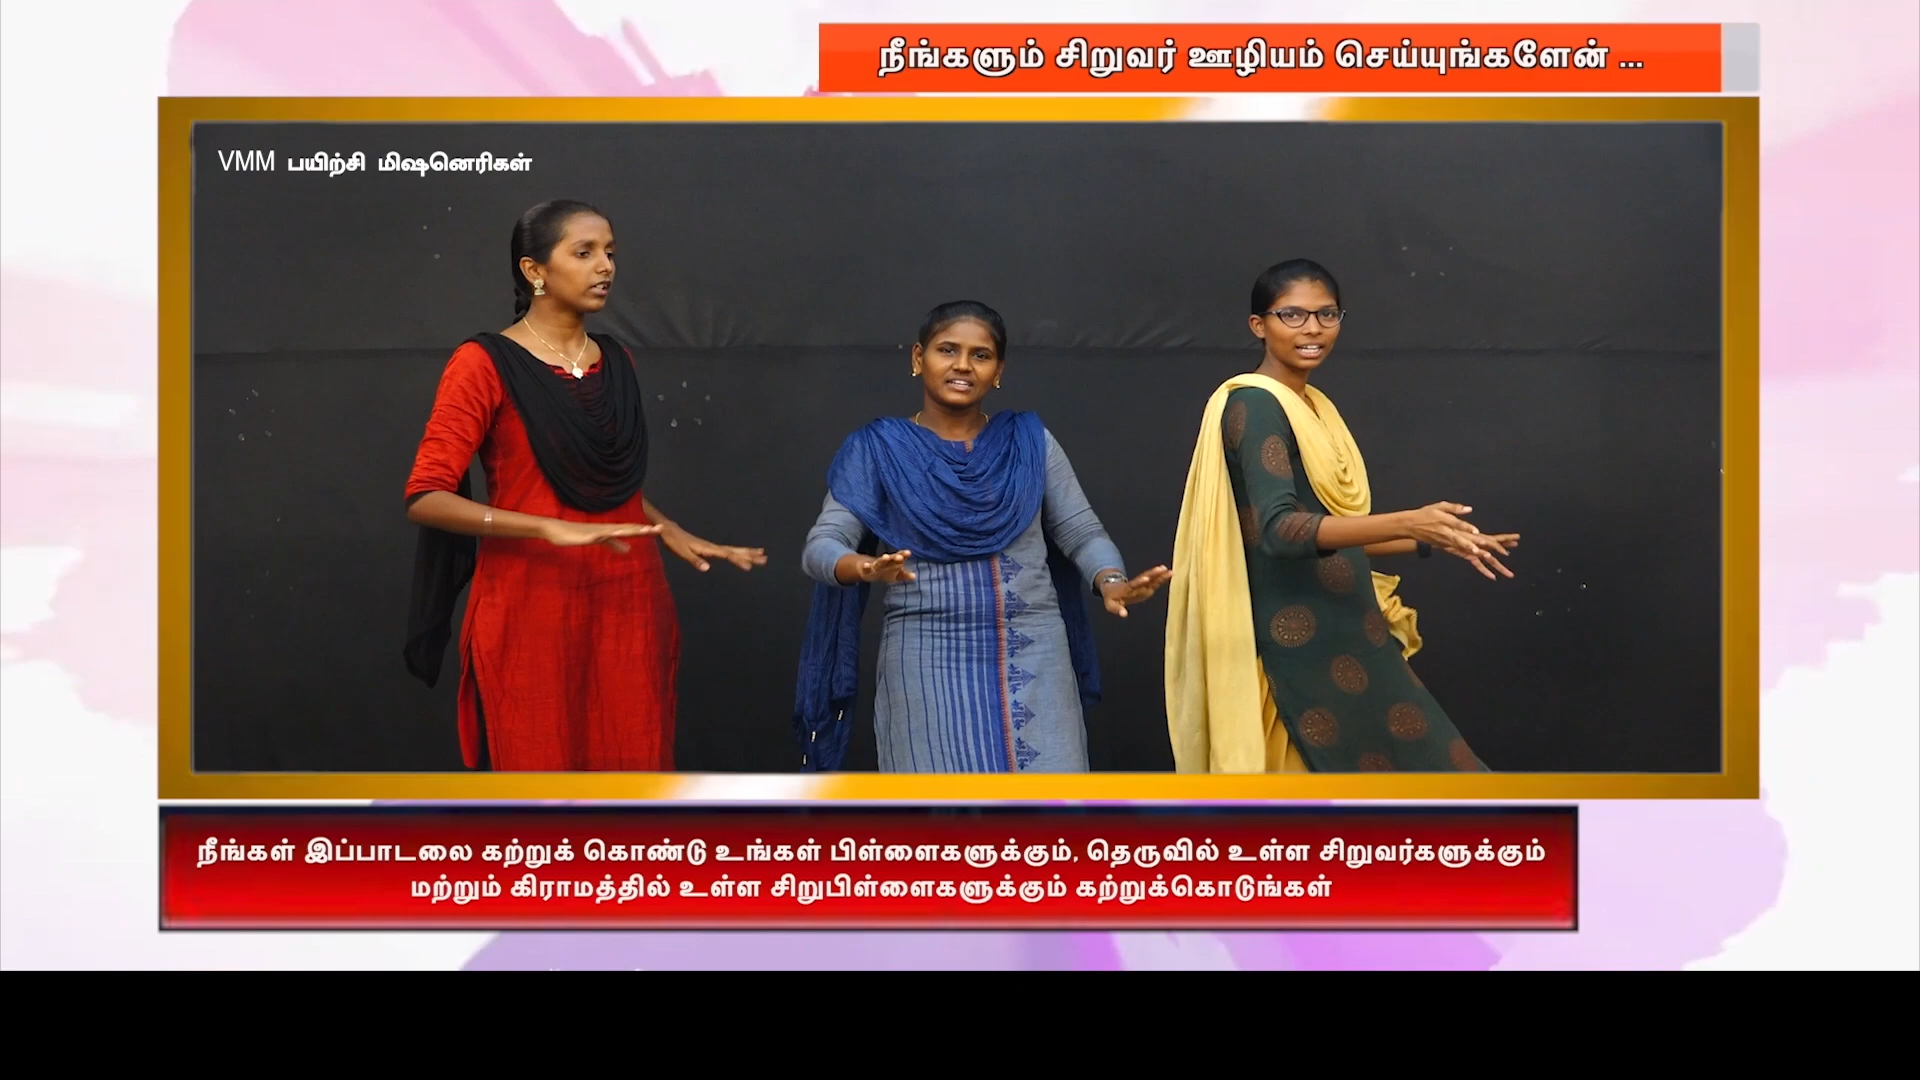 நீங்களும் சிறுவர் ஊழியம் செய்யுங்களேன் ...
VMM பயிற்சி மிஷனெரிகள்
நீங்கள் இப்பாடலை கற்றுக் கொண்டு உங்கள் பிள்ளைகளுக்கும், தெருவில் உள்ள சிறுவர்களுக்கும்
மற்றும் கிராமத்தில் உள்ள சிறுபிள்ளைகளுக்கும் கற்றுக்கொடுங்கள்